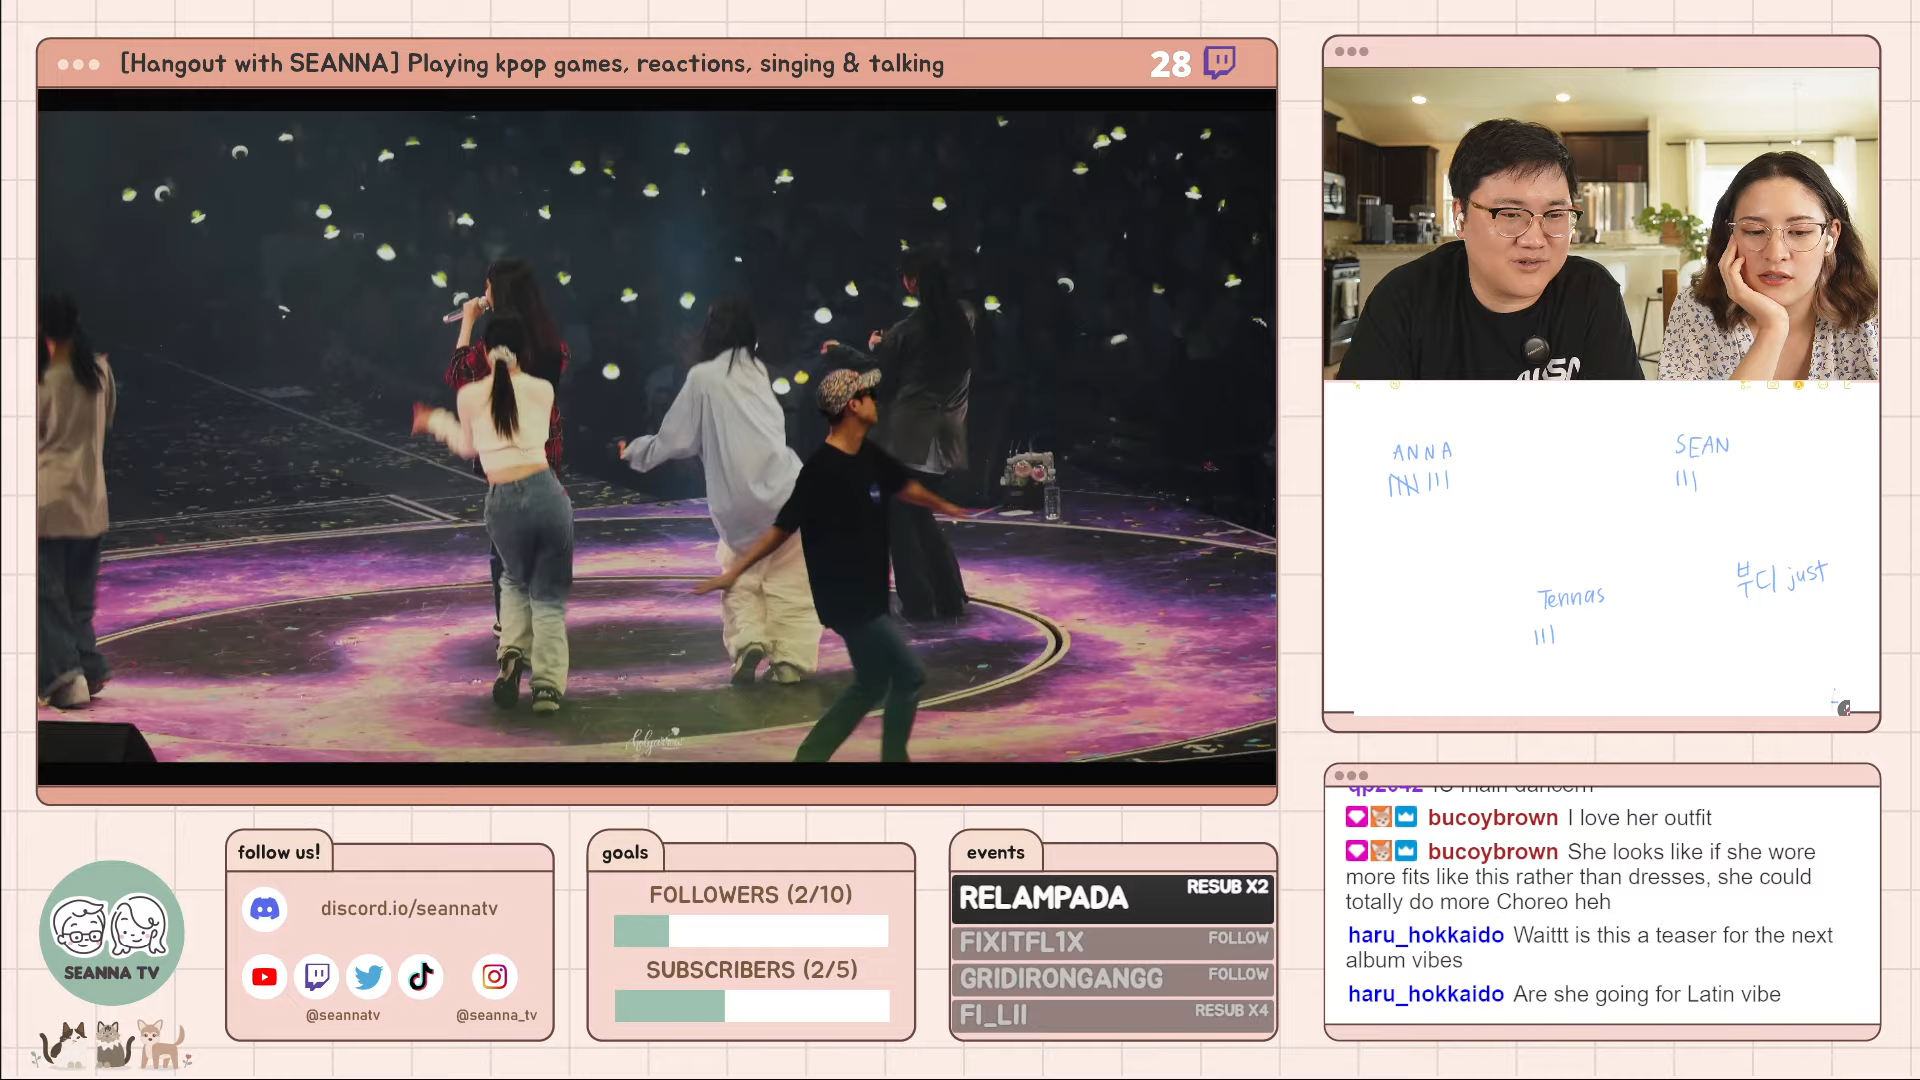 [Hangout with SEANNA] Playing kpop games, reactions, singing & talking
28
ANNA
SEAN
Tennas
부디 just
bucoybrown I love her outfit
bucoybrown She looks like if she wore
more fits like this rather than dresses, she could
totally do more Choreo heh
haru_hokkaido Waittt is this a teaser for the next
album vibes
haru_hokkaido Are she going for Latin vibe
follow us!
discord.io/seannatv
@seannatv
@seanna_tv
goals
FOLLOWERS (2/10)
SUBSCRIBERS (2/5)
events
RELAMPADA RESUB X2
FIXITFL1X FOLLOW
GRIDIRONGANGG FOLLOW
FI_LII RESUB X4
SEANNA TV